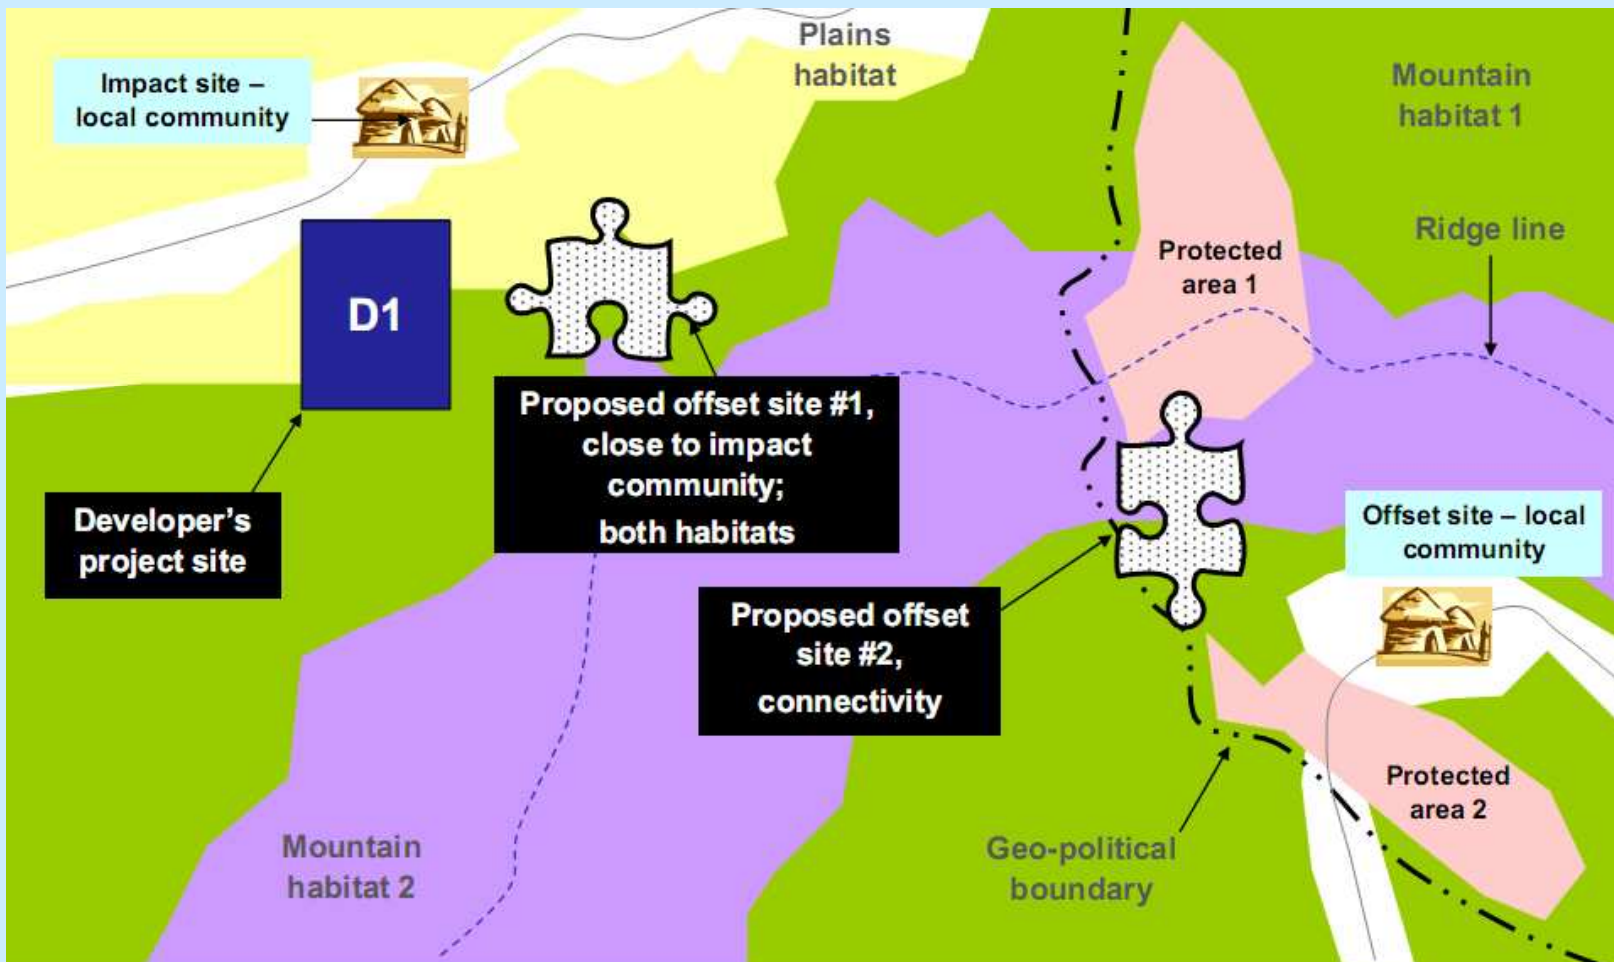 Plains
habitat
Impact site –
local community
Mountain
habitat 1
Ridge line
Protected
area 1
D1
Proposed offset site #1,
close to impact
community;
both habitats
Developer's
project site
Offset site – local
community
Proposed offset
site #2,
connectivity
Protected
area 2
Mountain
habitat 2
Geo-political
boundary